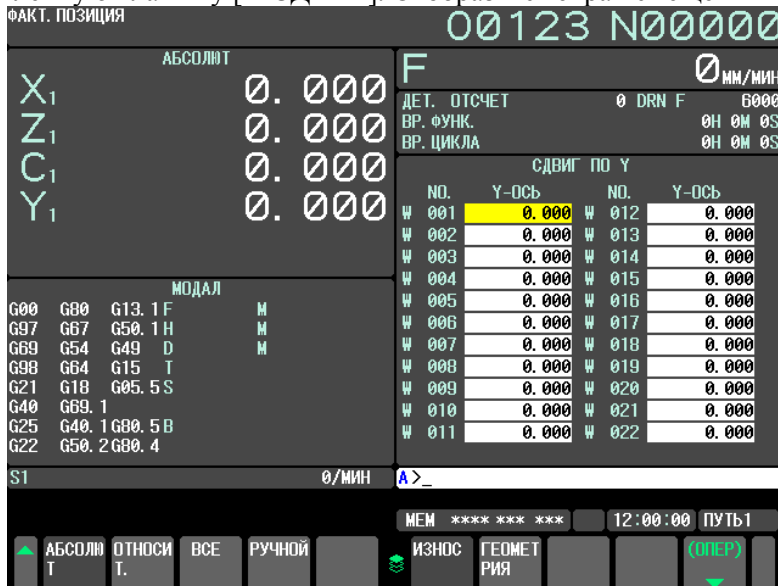 ФАКТ. ПОЗИЦИЯ
O0123 N00000
АБСОЛЮТ
X1 0. 000
Z1 0. 000
C1 0. 000
Y1 0. 000
F 0мм/мин
ДЕТ. ОТСЧЕТ 0 DRN F 6000
ВР. ФУНК. 0H 0M 0S
ВР. ЦИКЛА 0H 0M 0S
СДВИГ ПО Y
NO. Y-ОСЬ NO. Y-ОСЬ
W 001 0. 000 W 012 0. 000
W 002 0. 000 W 013 0. 000
W 003 0. 000 W 014 0. 000
W 004 0. 000 W 015 0. 000
W 005 0. 000 W 016 0. 000
W 006 0. 000 W 017 0. 000
W 007 0. 000 W 018 0. 000
W 008 0. 000 W 019 0. 000
W 009 0. 000 W 020 0. 000
W 010 0. 000 W 021 0. 000
W 011 0. 000 W 022 0. 000
МОДАЛ
G00 G80 G13. 1 F M
G97 G67 G50. 1 H M
G69 G54 G49 D M
G98 G64 G15 T
G21 G18 G05. 5 S
G40 G69. 1
G25 G40. 1 G80. 5 B
G22 G50. 2 G80. 4
S1 0/МИН
A>_
MEM **** *** *** 12:00:00 ПУТЬ1
АБСОЛЮТ ОТНОСИТ. ВСЕ РУЧНОЙ ИЗНОС ГЕОМЕТРИЯ (ОПЕР)